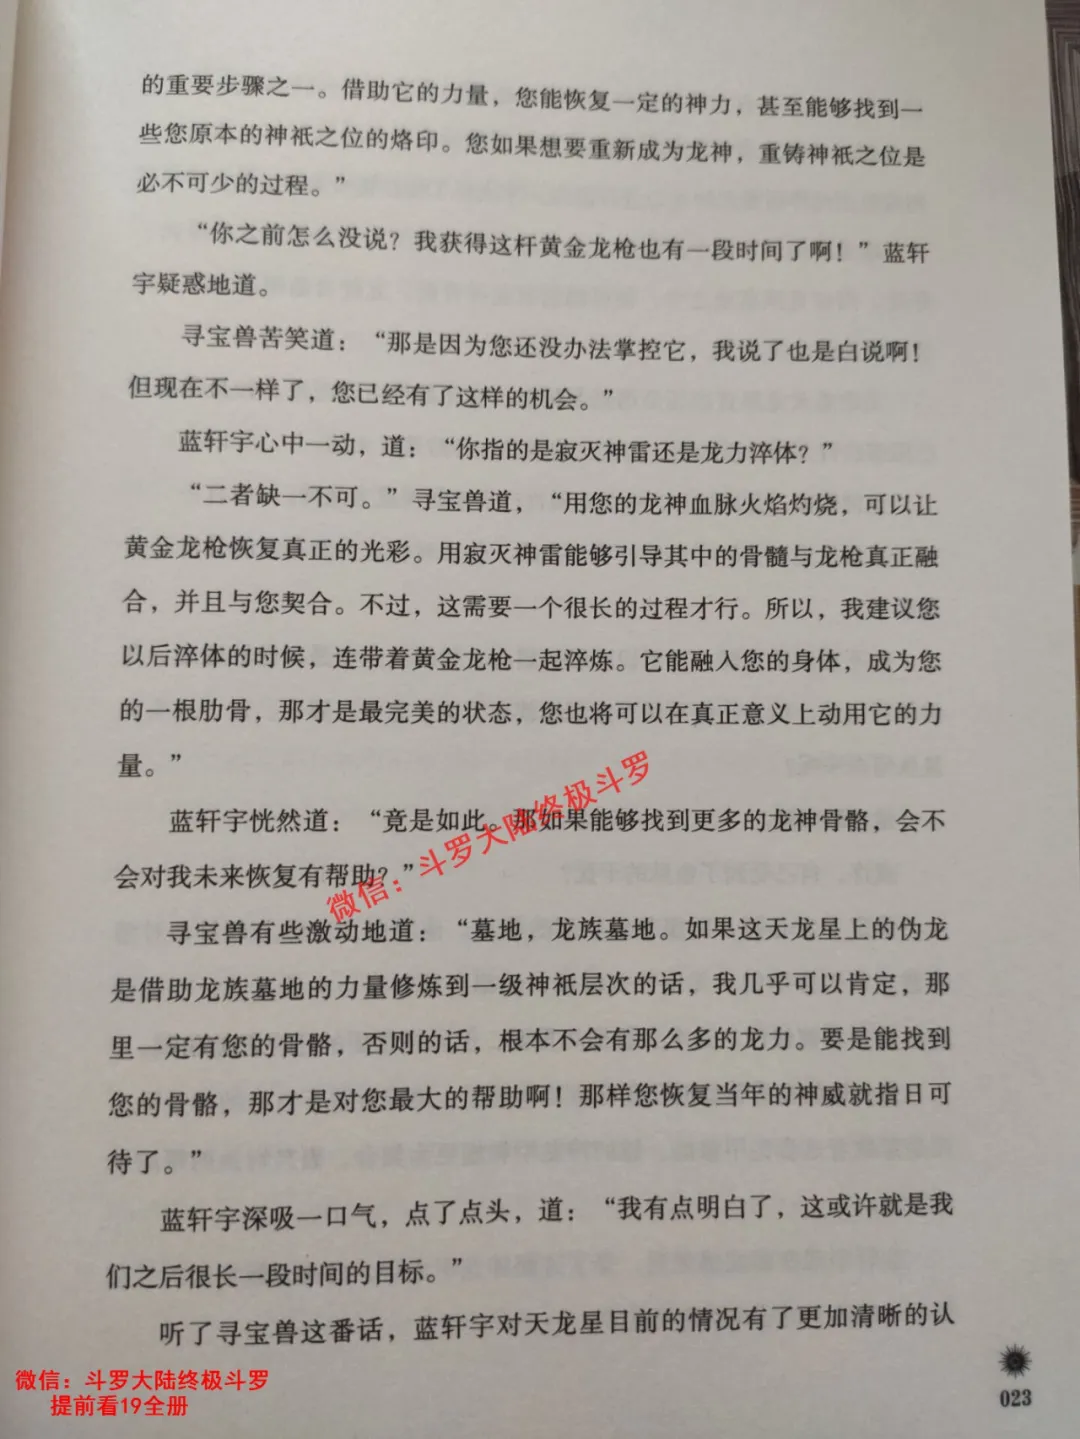 的重要步骤之一。借助它的力量，您能恢复一定的神力，甚至能够找到一
些您原本的神祇之位的烙印。您如果想要重新成为龙神，重铸神祇之位是
必不可少的过程。”
“你之前怎么没说？我获得这杆黄金龙枪也有一段时间了啊！”蓝轩
宇疑惑地道。
寻宝兽苦笑道：“那是因为您还没办法掌控它，我说了也是白说啊！
但现在不一样了，您已经有了这样的机会。”
蓝轩宇心中一动，道：“你指的是寂灭神雷还是龙力淬体？”
“二者缺一不可。”寻宝兽道，“用您的龙神血脉火焰灼烧，可以让
黄金龙枪恢复真正的光彩。用寂灭神雷能够引导其中的骨髓与龙枪真正融
合，并且与您契合。不过，这需要一个很长的过程才行。所以，我建议您
以后淬体的时候，连带着黄金龙枪一起淬炼。它能融入您的身体，成为您
的一根肋骨，那才是最完美的状态，您也将可以在真正意义上动用它的力
量。”
蓝轩宇恍然道：“竟是如此。那如果能够找到更多的龙神骨骼，会不
会对我未来恢复有帮助？”
微信：斗罗大陆终极斗罗
寻宝兽有些激动地道：“墓地，龙族墓地。如果这天龙星上的伪龙
是借助龙族墓地的力量修炼到一级神祇层次的话，我几乎可以肯定，那
里一定有您的骨骼，否则的话，根本不会有那么多的龙力。要是能找到
您的骨骼，那才是对您最大的帮助啊！那样您恢复当年的神威就指日可
待了。”
蓝轩宇深吸一口气，点了点头，道：“我有点明白了，这或许就是我
们之后很长一段时间的目标。”
听了寻宝兽这番话，蓝轩宇对天龙星目前的情况有了更加清晰的认
微信：斗罗大陆终极斗罗
提前看19全册
023